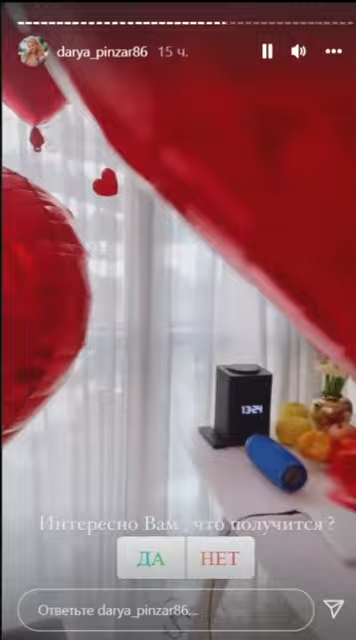 darya_pinzar86 15 ч.
13:24
Интересно Вам , что получится ?
ДА НЕТ
Ответьте darya_pinzar86...